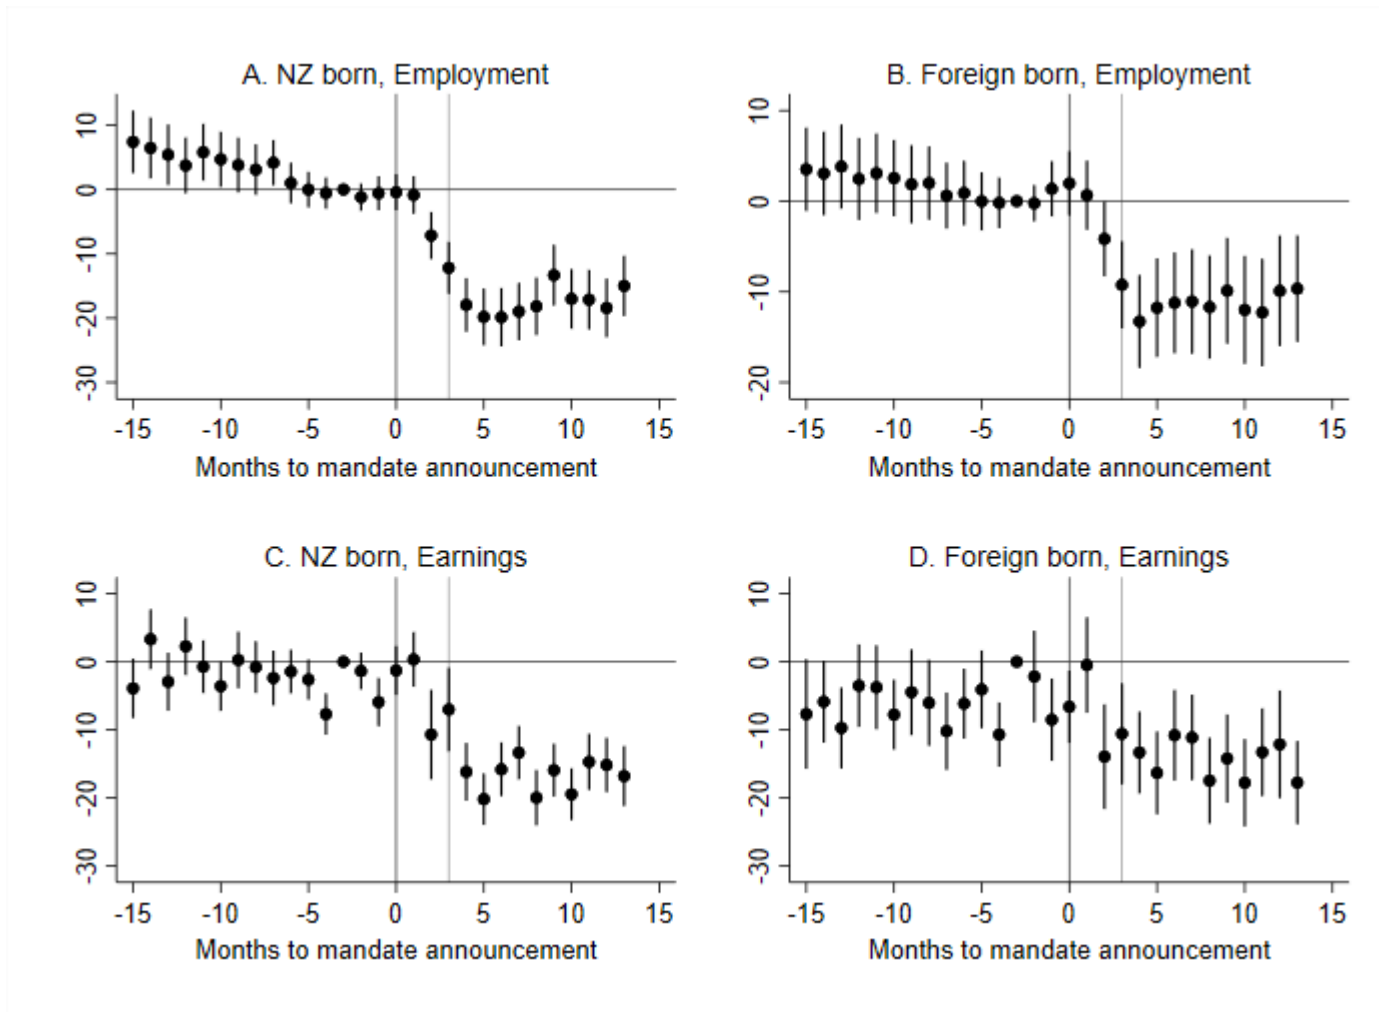 A. NZ born, Employment
10
0
-10
-20
-30
-15 -10 -5 0 5 10 15
Months to mandate announcement
B. Foreign born, Employment
10
0
-10
-20
-15 -10 -5 0 5 10 15
Months to mandate announcement
C. NZ born, Earnings
10
0
-10
-20
-30
-15 -10 -5 0 5 10 15
Months to mandate announcement
D. Foreign born, Earnings
10
0
-10
-20
-30
-15 -10 -5 0 5 10 15
Months to mandate announcement